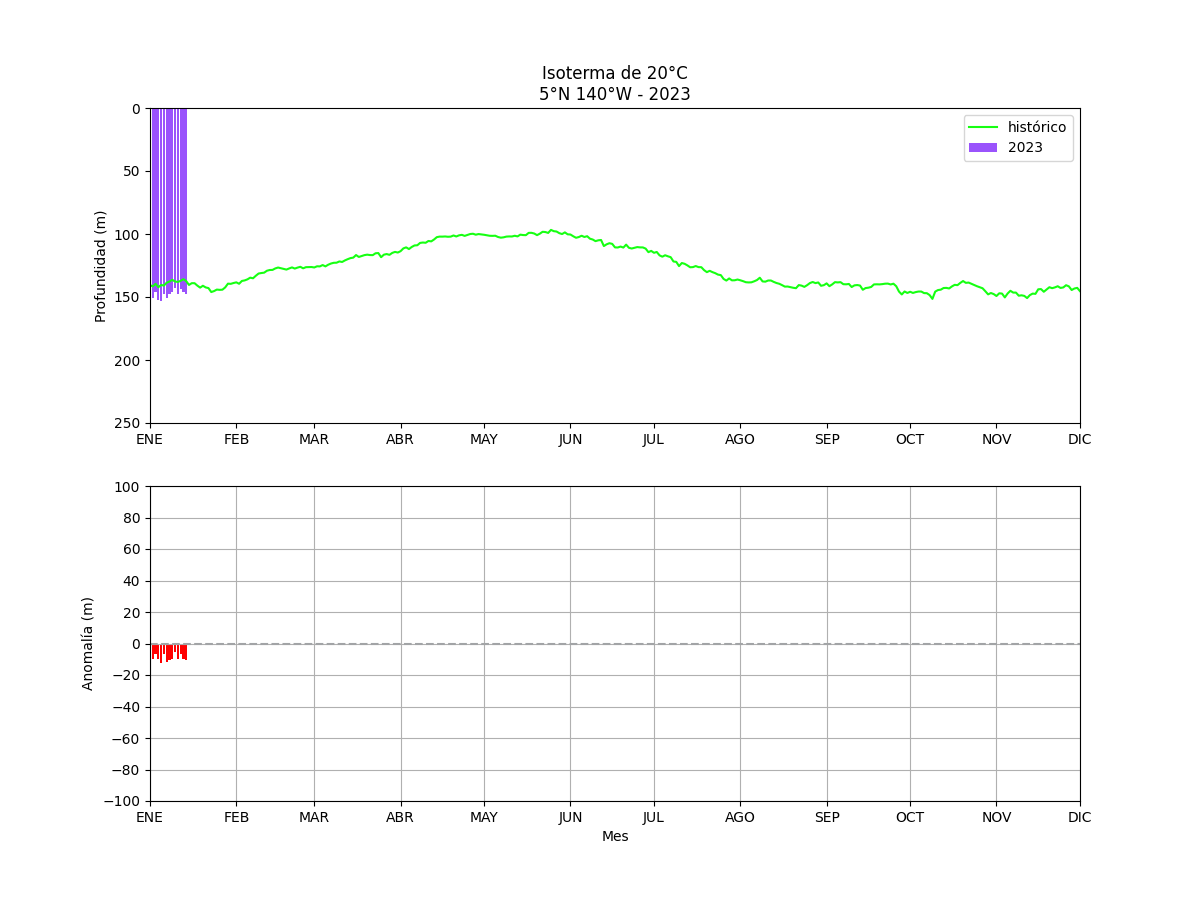 Isoterma de 20°C
5°N 140°W - 2023
histórico
2023
Profundidad (m)
0
50
100
150
200
250
ENE FEB MAR ABR MAY JUN JUL AGO SEP OCT NOV DIC
Anomalía (m)
100
80
60
40
20
0
−20
−40
−60
−80
−100
ENE FEB MAR ABR MAY JUN JUL AGO SEP OCT NOV DIC
Mes